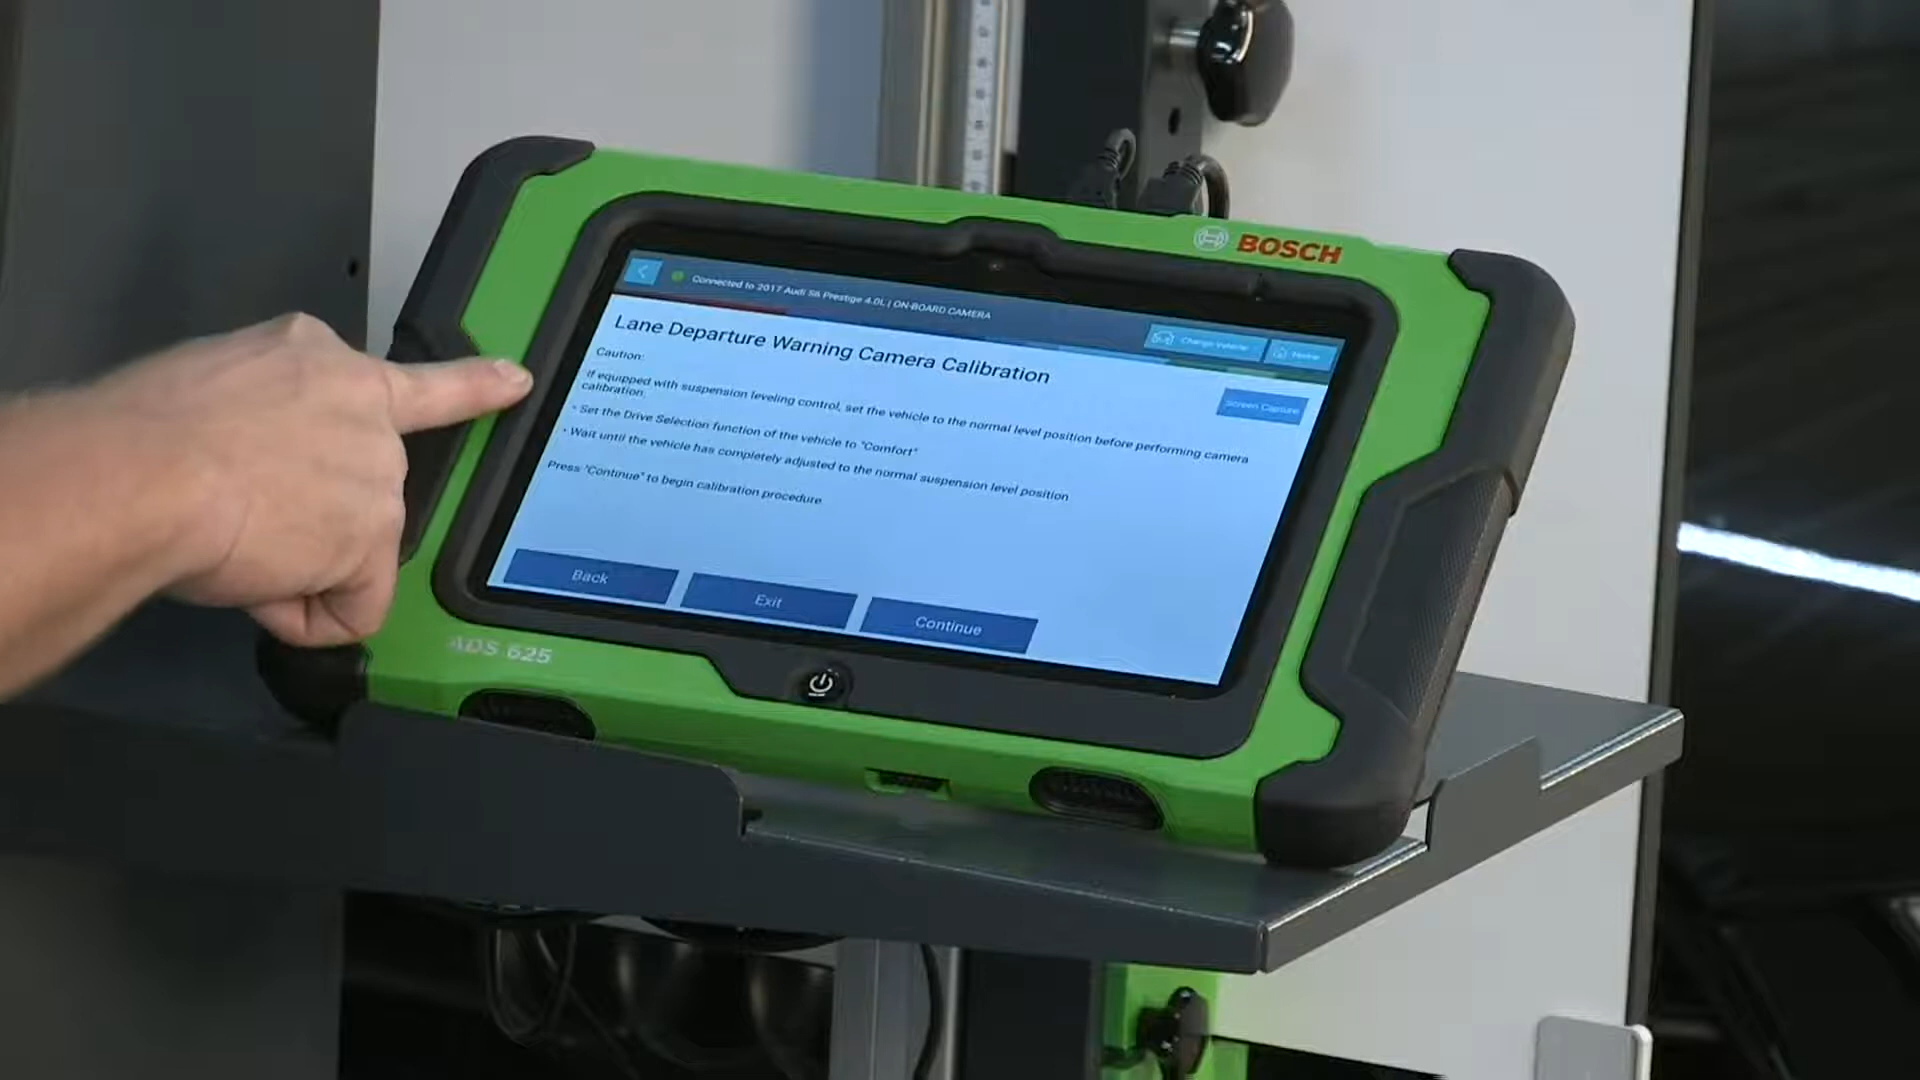 BOSCH
Connected to 2017 Audi S6 Prestige 4.0L | ON-BOARD CAMERA
Change Vehicle
Home
Lane Departure Warning Camera Calibration
Screen Capture
Caution:
If equipped with suspension leveling control, set the vehicle to the normal level position before performing camera
calibration.
• Set the Drive Selection function of the vehicle to "Comfort"
• Wait until the vehicle has completely adjusted to the normal suspension level position
Press "Continue" to begin calibration procedure
Back
Exit
Continue
ADS 625